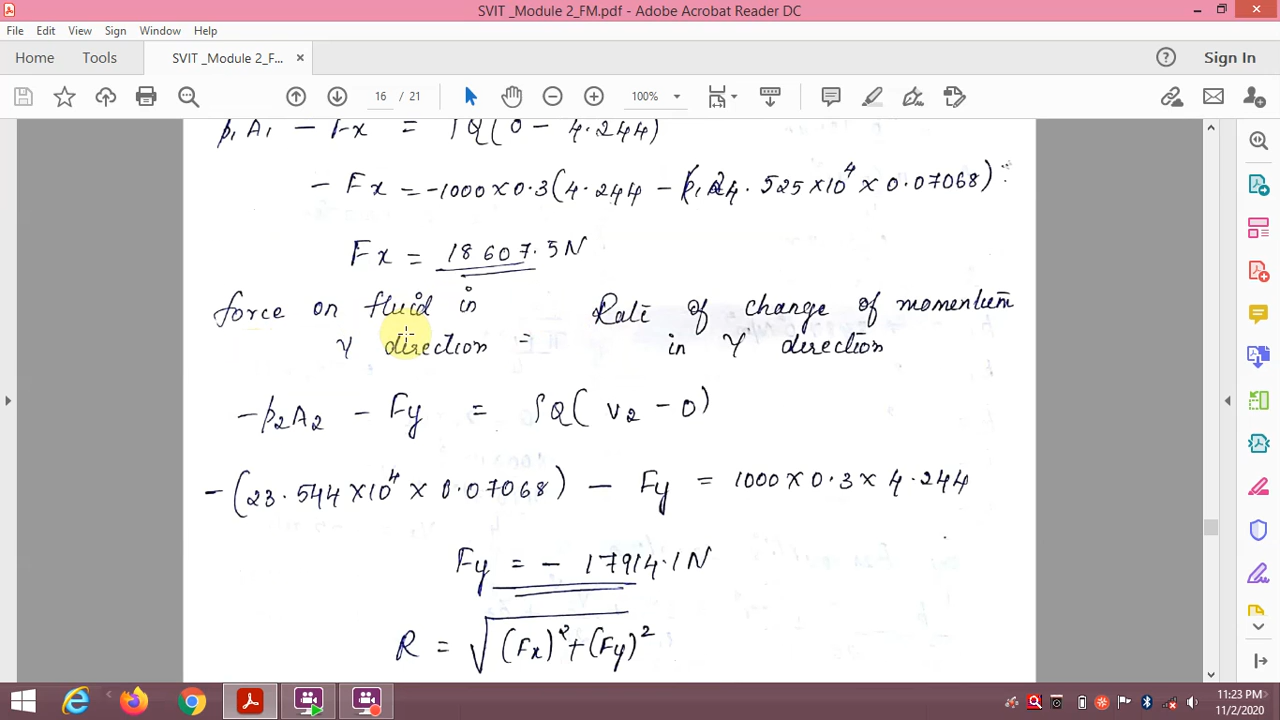 SVIT _Module 2_FM.pdf - Adobe Acrobat Reader DC
File Edit View Window Help
Sign
Home Tools SVIT _Module 2_F... × Sign In
16 / 21 100%
p₁A₁ - Fx = ρQ(0 - 4.244)
- Fx = -1000 × 0.3(4.244 - 24.525 × 10⁴ × 0.07068)
Fx = 18607.5 N
force on fluid in Rate of change of momentum
Y direction = in Y direction
-p₂A₂ - Fy = ρQ( v₂ - 0)
-(23.544 × 10⁴ × 0.07068) - Fy = 1000 × 0.3 × 4.244
Fy = - 17914.1 N
R = √(Fx)² + (Fy)²
11:23 PM
11/2/2020